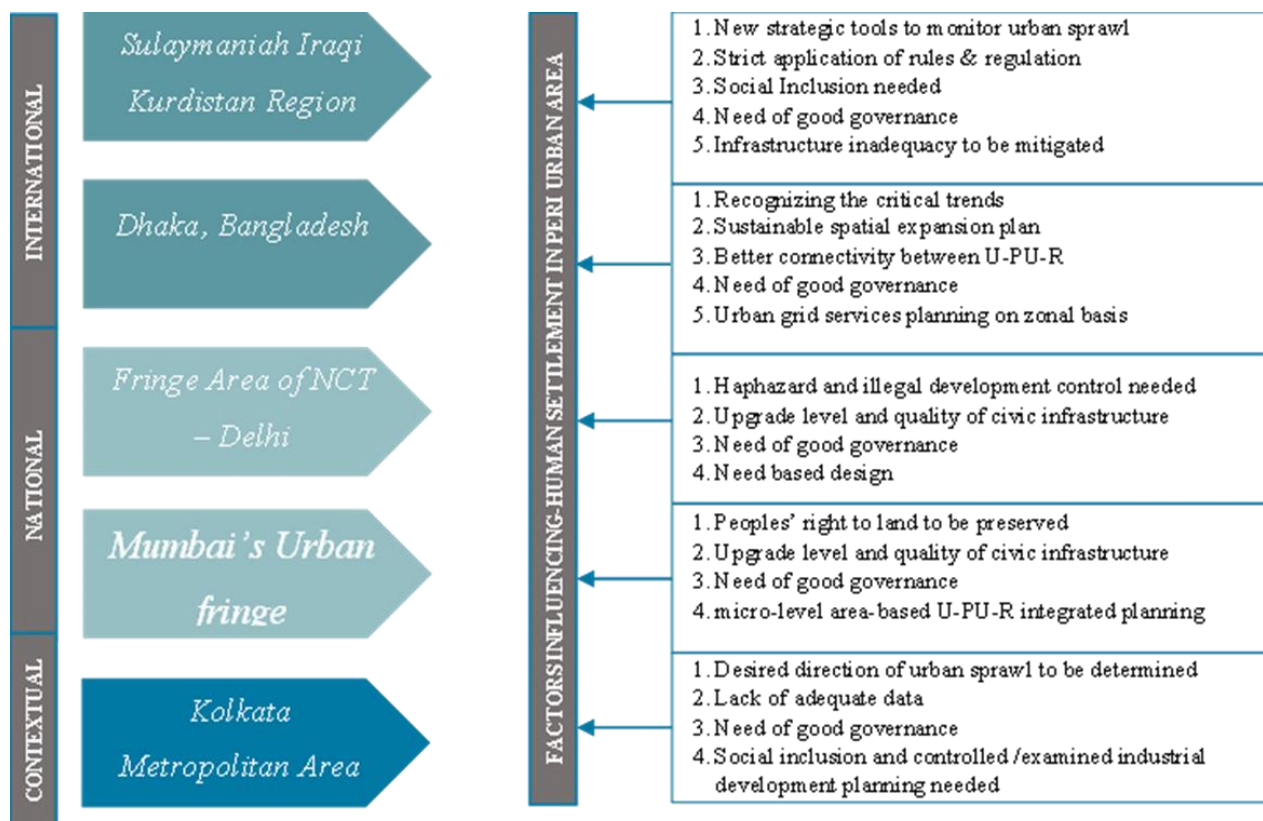 INTERNATIONAL
Sulaymaniah Iraqi
Kurdistan Region
Dhaka, Bangladesh
NATIONAL
Fringe Area of NCT
– Delhi
Mumbai's Urban
fringe
CONTEXTUAL
Kolkata
Metropolitan Area
FACTORS INFLUENCING-HUMAN SETTLEMENT IN PERI URBAN AREA
1. New strategic tools to monitor urban sprawl
2. Strict application of rules & regulation
3. Social Inclusion needed
4. Need of good governance
5. Infrastructure inadequacy to be mitigated
1. Recognizing the critical trends
2. Sustainable spatial expansion plan
3. Better connectivity between U-PU-R
4. Need of good governance
5. Urban grid services planning on zonal basis
1. Haphazard and illegal development control needed
2. Upgrade level and quality of civic infrastructure
3. Need of good governance
4. Need based design
1. Peoples' right to land to be preserved
2. Upgrade level and quality of civic infrastructure
3. Need of good governance
4. micro-level area-based U-PU-R integrated planning
1. Desired direction of urban sprawl to be determined
2. Lack of adequate data
3. Need of good governance
4. Social inclusion and controlled /examined industrial
development planning needed